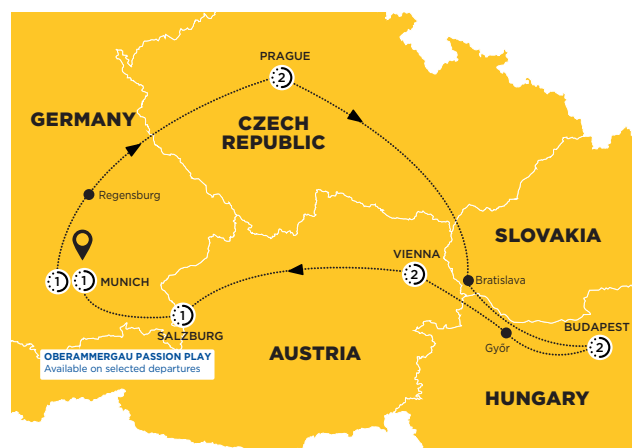 PRAGUE
2
GERMANY
CZECH
REPUBLIC
Regensburg
SLOVAKIA
VIENNA
2
Bratislava
1
1
MUNICH
1
SALZBURG
BUDAPEST
2
Győr
OBERAMMERGAU PASSION PLAY
Available on selected departures
AUSTRIA
HUNGARY